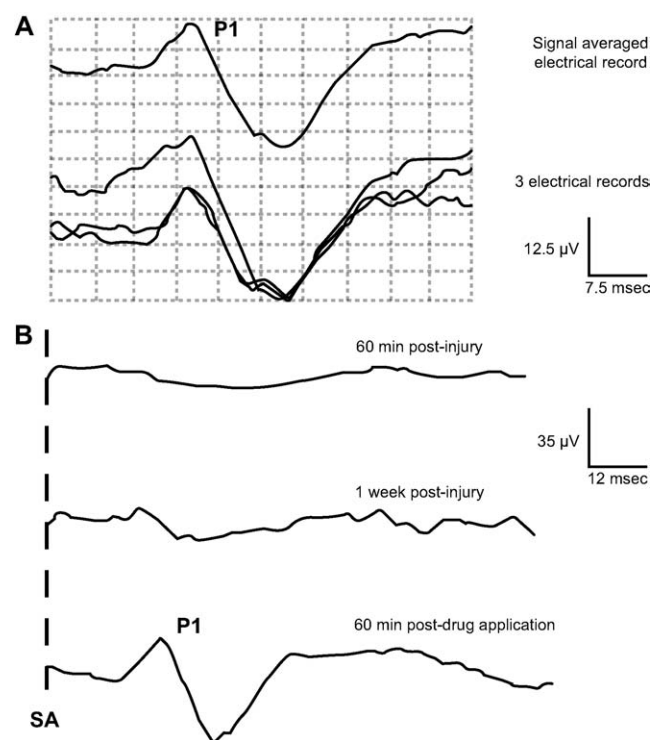 A
P1
Signal averaged
electrical record
3 electrical records
12.5 µV
7.5 msec
B
60 min post-injury
35 µV
12 msec
1 week post-injury
P1
60 min post-drug application
SA